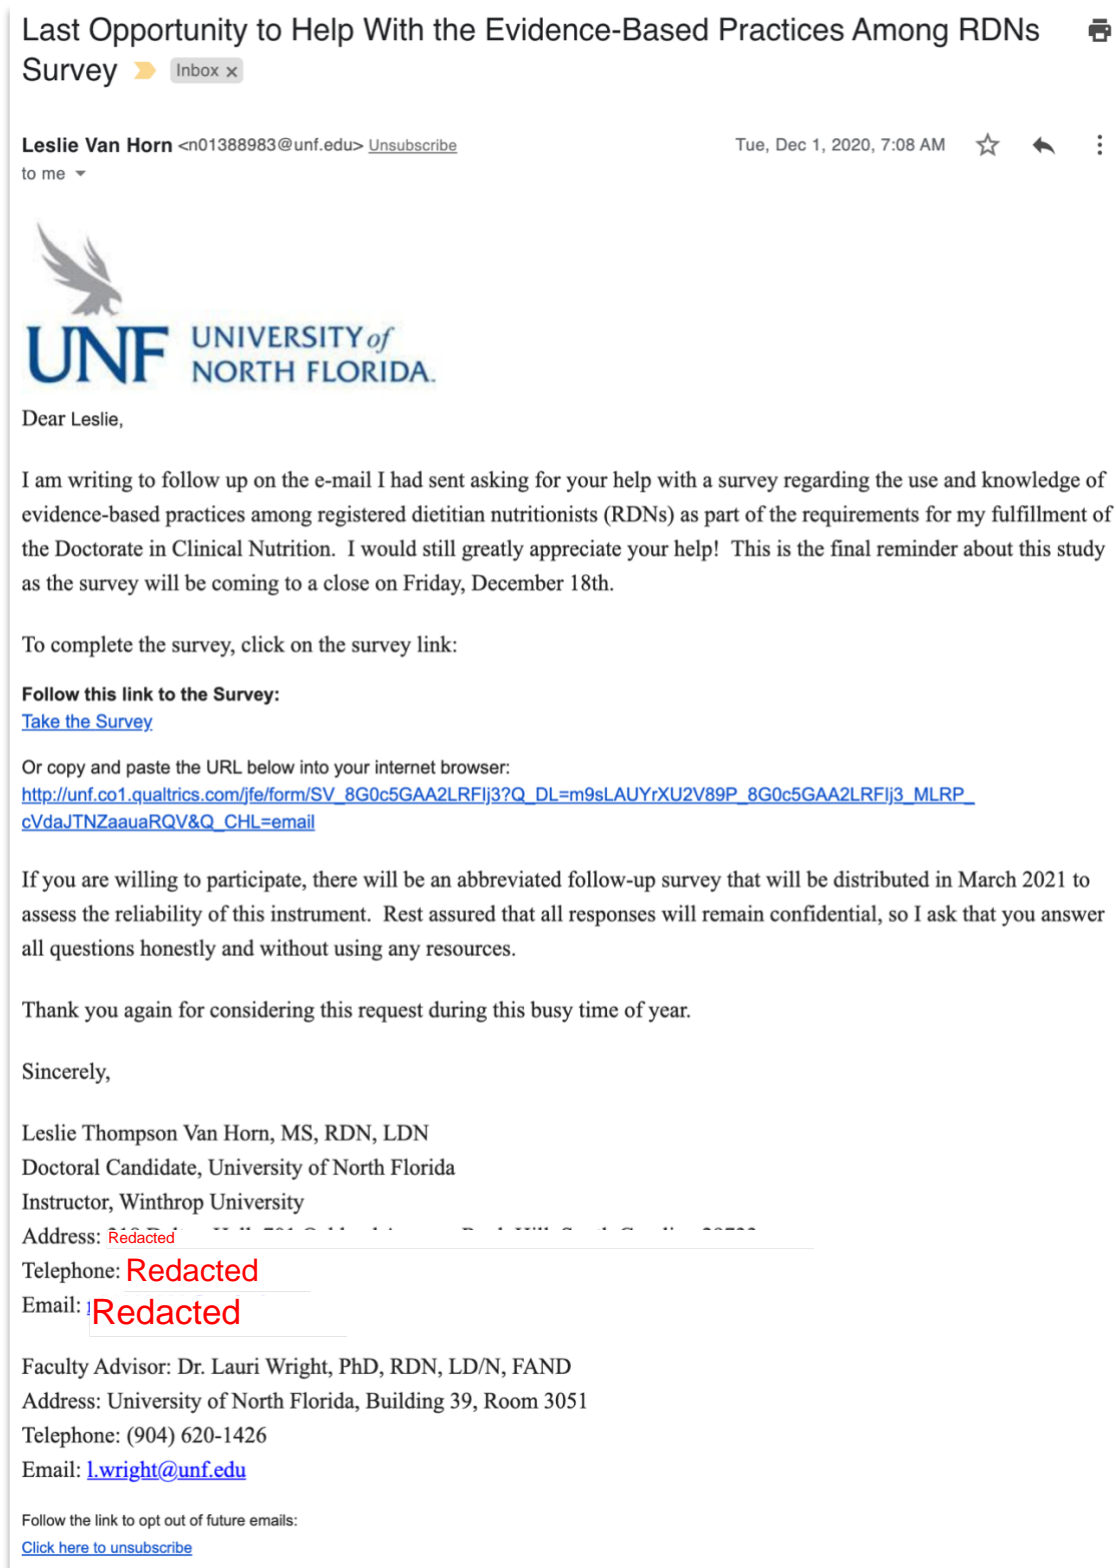 Last Opportunity to Help With the Evidence-Based Practices Among RDNs
Survey Inbox x
Leslie Van Horn <n01388983@unf.edu> Unsubscribe Tue, Dec 1, 2020, 7:08 AM
to me
UNF UNIVERSITY of
NORTH FLORIDA.
Dear Leslie,
I am writing to follow up on the e-mail I had sent asking for your help with a survey regarding the use and knowledge of
evidence-based practices among registered dietitian nutritionists (RDNs) as part of the requirements for my fulfillment of
the Doctorate in Clinical Nutrition.  I would still greatly appreciate your help!  This is the final reminder about this study
as the survey will be coming to a close on Friday, December 18th.
To complete the survey, click on the survey link:
Follow this link to the Survey:
Take the Survey
Or copy and paste the URL below into your internet browser:
http://unf.co1.qualtrics.com/jfe/form/SV_8G0c5GAA2LRFIj3?Q_DL=m9sLAUYrXU2V89P_8G0c5GAA2LRFIj3_MLRP_
cVdaJTNZaauaRQV&Q_CHL=email
If you are willing to participate, there will be an abbreviated follow-up survey that will be distributed in March 2021 to
assess the reliability of this instrument.  Rest assured that all responses will remain confidential, so I ask that you answer
all questions honestly and without using any resources.
Thank you again for considering this request during this busy time of year.
Sincerely,
Leslie Thompson Van Horn, MS, RDN, LDN
Doctoral Candidate, University of North Florida
Instructor, Winthrop University
Address: Redacted
Telephone: Redacted
Email: Redacted
Faculty Advisor: Dr. Lauri Wright, PhD, RDN, LD/N, FAND
Address: University of North Florida, Building 39, Room 3051
Telephone: (904) 620-1426
Email: l.wright@unf.edu
Follow the link to opt out of future emails:
Click here to unsubscribe